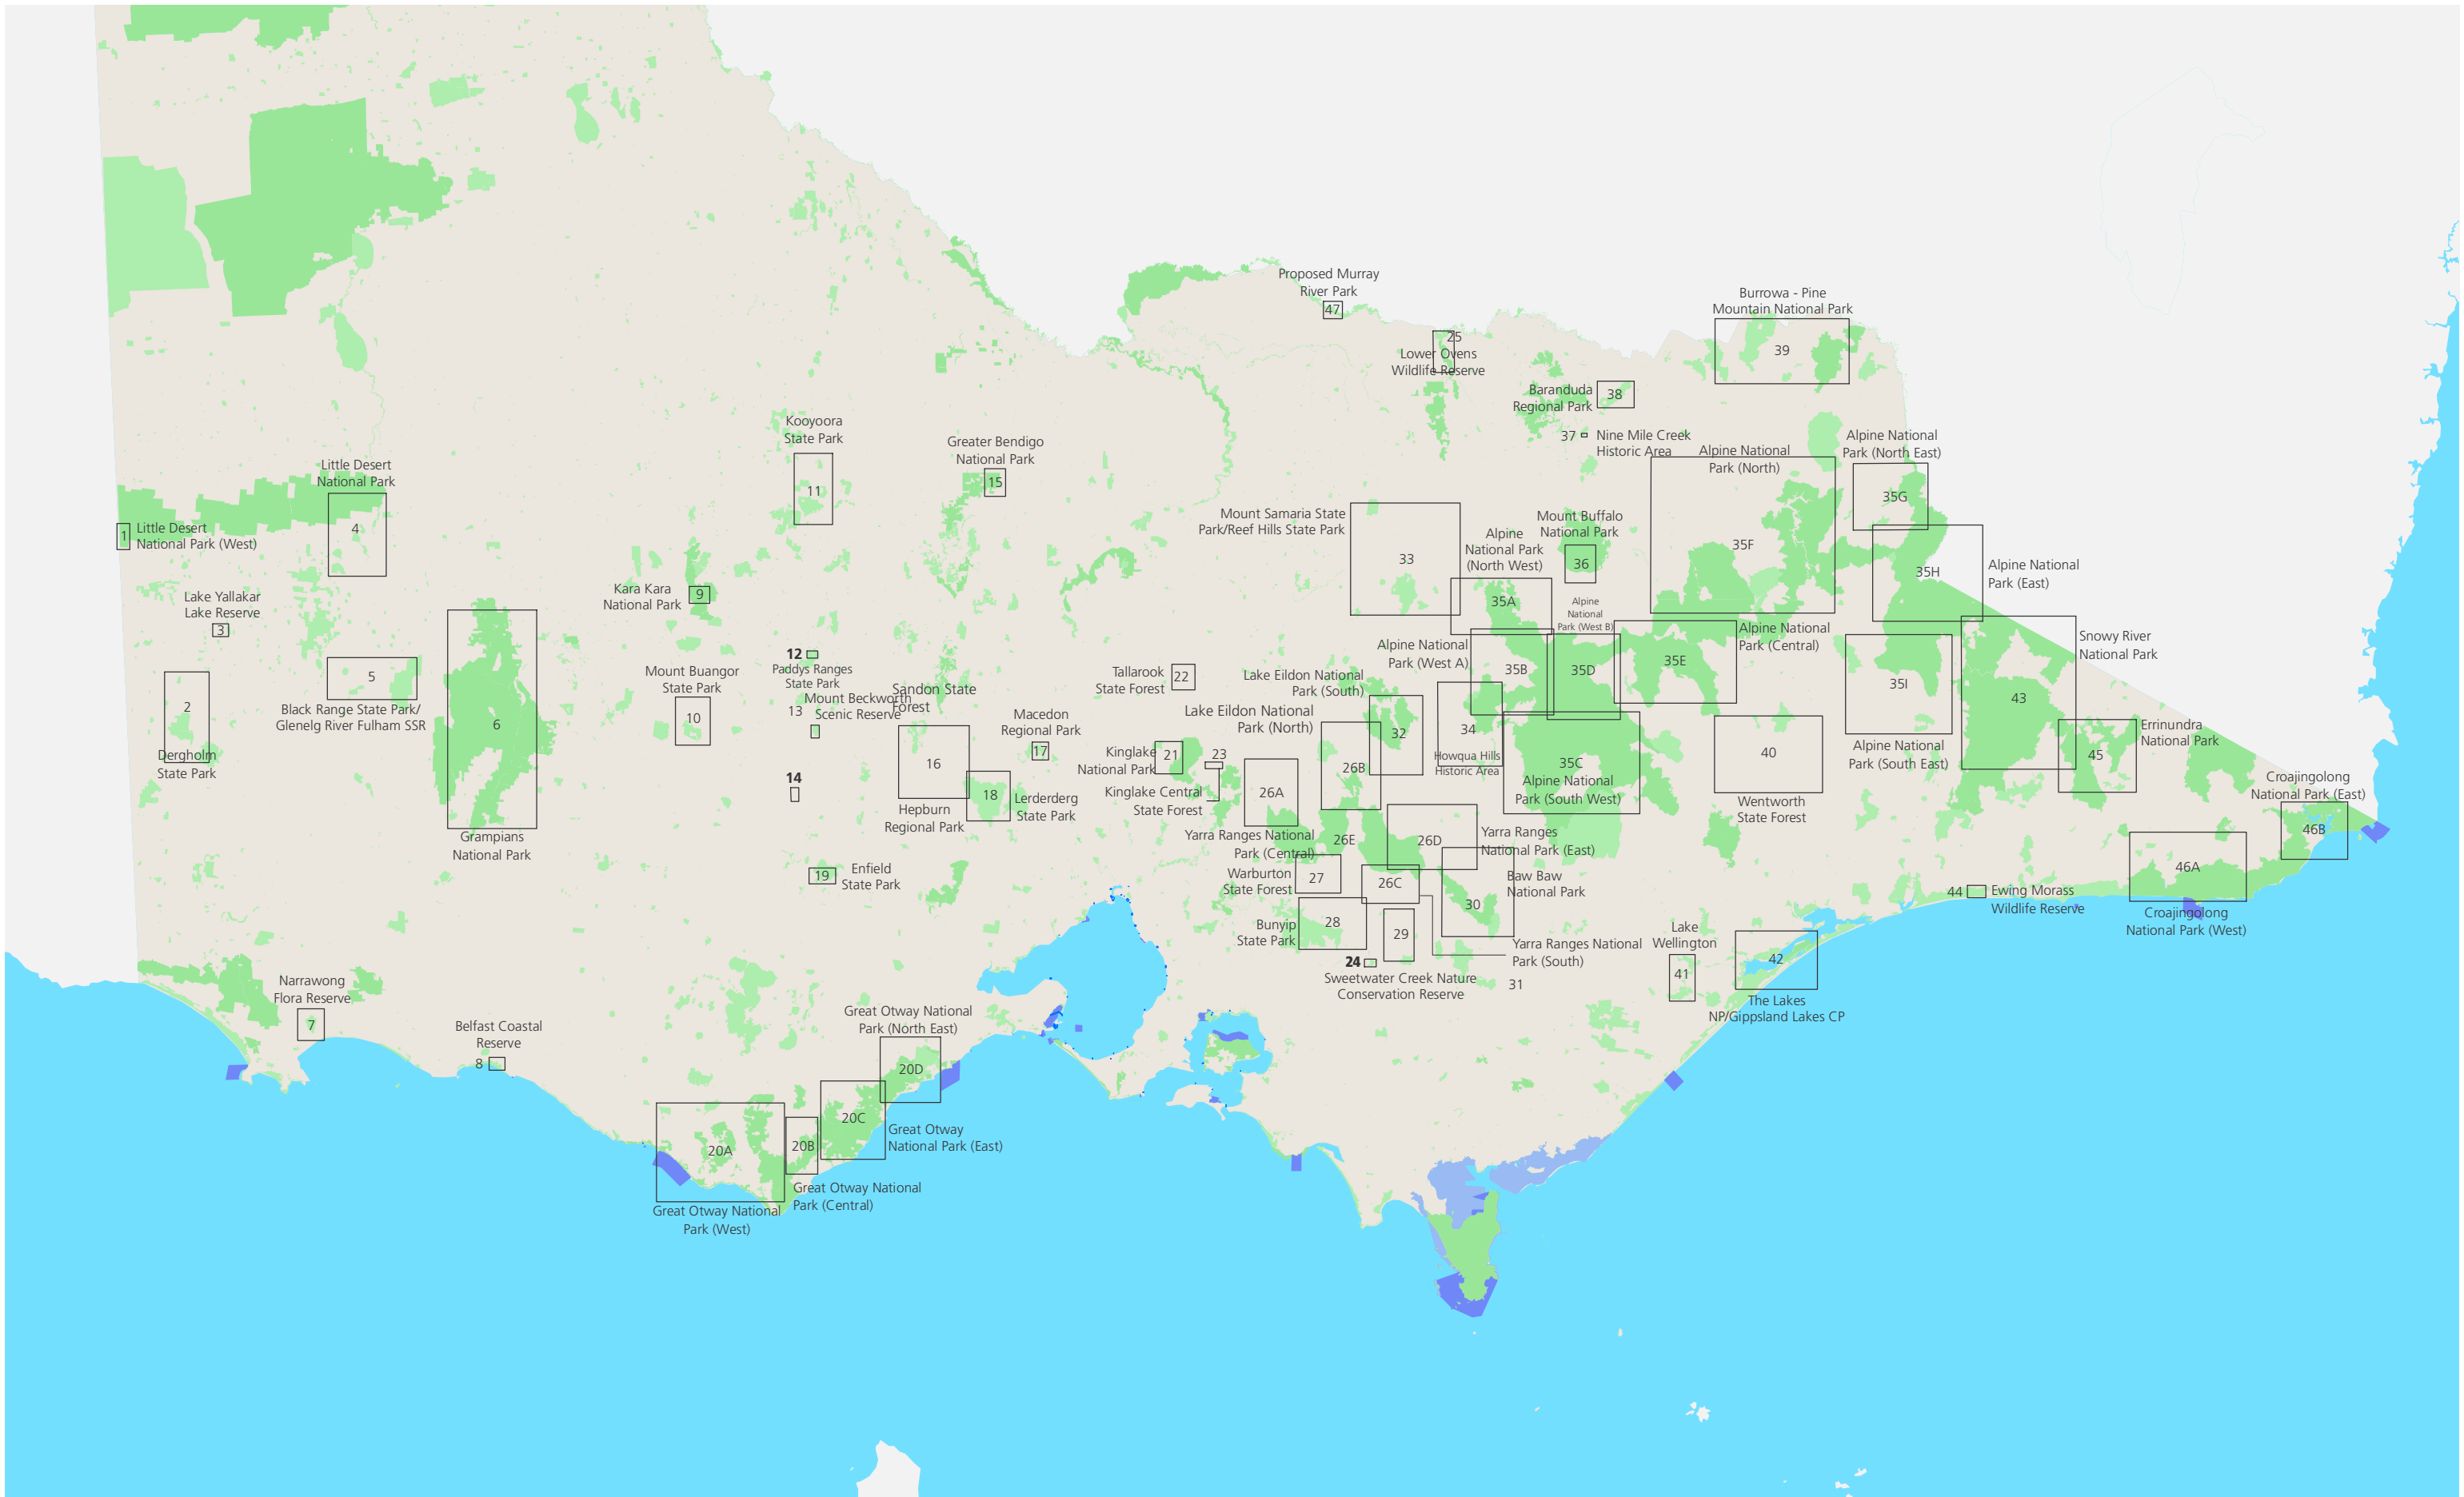 Proposed Murray
River Park
47
Burrowa - Pine
Mountain National Park
39
25
Lower Ovens
Wildlife Reserve
Baranduda
Regional Park
38
37
Nine Mile Creek
Historic Area
Kooyoora
State Park
11
Greater Bendigo
National Park
15
Alpine National
Park (North)
35F
Alpine National
Park (North East)
35G
Little Desert
National Park
4
1
Little Desert
National Park (West)
Mount Samaria State
Park/Reef Hills State Park
33
Alpine
National Park
(North West)
35A
Mount Buffalo
National Park
36
35H
Alpine National
Park (East)
Lake Yallakar
Lake Reserve
3
Kara Kara
National Park
9
Alpine
National
Park (West B)
35D
Alpine National
Park (Central)
35E
Snowy River
National Park
43
2
Dergholm
State Park
5
Black Range State Park/
Glenelg River Fulham SSR
6
Grampians
National Park
Mount Buangor
State Park
10
12
Paddys Ranges
State Park
13
Mount Beckworth
Scenic Reserve
14
Sandon State
Forest
16
Hepburn
Regional Park
Macedon
Regional Park
17
18
Lerderderg
State Park
Tallarook
State Forest
22
Kinglake
National Park
21
23
Kinglake Central
State Forest
Alpine National
Park (West A)
35B
Lake Eildon National
Park (South)
32
Lake Eildon National
Park (North)
26B
34
Howqua Hills
Historic Area
35C
Alpine National
Park (South West)
40
Wentworth
State Forest
35I
Alpine National
Park (South East)
Errinundra
National Park
45
Croajingolong
National Park (East)
46B
26A
Yarra Ranges National
Park (Central)
26E
26D
Yarra Ranges
National Park (East)
19
Enfield
State Park
Warburton
State Forest
27
26C
Baw Baw
National Park
30
44
Ewing Morass
Wildlife Reserve
46A
Croajingolong
National Park (West)
Bunyip
State Park
28
29
24
Sweetwater Creek Nature
Conservation Reserve
Yarra Ranges National
Park (South)
31
Lake
Wellington
41
42
The Lakes
NP/Gippsland Lakes CP
Narrawong
Flora Reserve
7
Belfast Coastal
Reserve
8
Great Otway National
Park (North East)
20D
20C
Great Otway
National Park (East)
20A
20B
Great Otway National
Park (Central)
Great Otway National
Park (West)